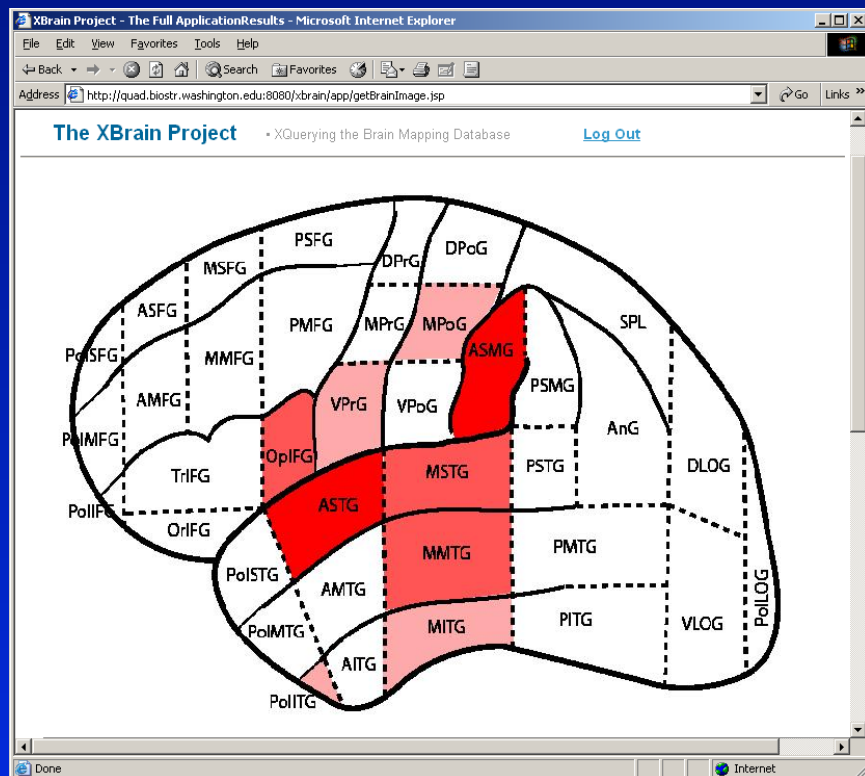 XBrain Project - The Full ApplicationResults - Microsoft Internet Explorer
File Edit View Favorites Tools Help
Back Search Favorites
Address http://quad.biostr.washington.edu:8080/xbrain/app/getBrainImage.jsp Go Links »
The XBrain Project • XQuerying the Brain Mapping Database Log Out
PSFG
MSFG
DPrG
DPoG
ASFG
PolSFG
MMFG
PMFG
MPrG
MPoG
SPL
ASMG
AMFG
VPrG
VPoG
PSMG
AnG
PolMFG
TrIFG
OpIFG
MSTG
PSTG
DLOG
PolIFG
ASTG
OrIFG
PolSTG
AMTG
MMTG
PMTG
PolLOG
PolMTG
MITG
PITG
VLOG
AITG
PolITG
Done Internet